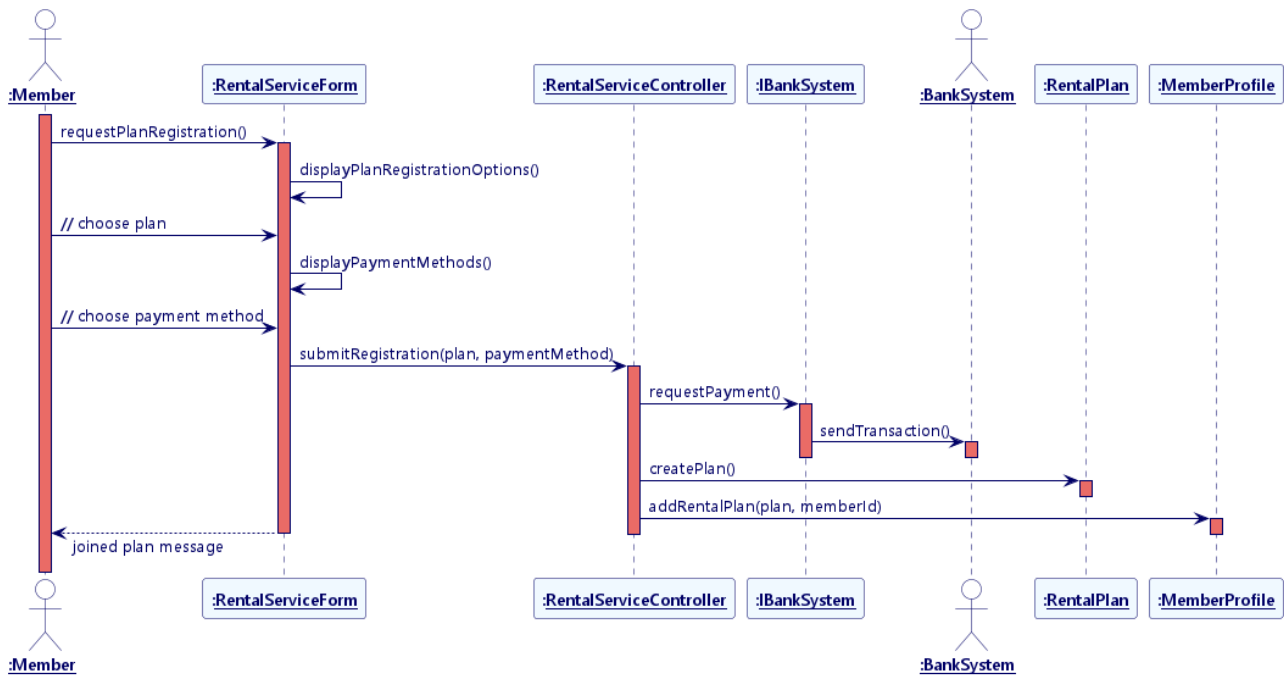 :Member
:RentalServiceForm
:RentalServiceController
:IBankSystem
:BankSystem
:RentalPlan
:MemberProfile
requestPlanRegistration()
displayPlanRegistrationOptions()
// choose plan
displayPaymentMethods()
// choose payment method
submitRegistration(plan, paymentMethod)
requestPayment()
sendTransaction()
createPlan()
addRentalPlan(plan, memberId)
joined plan message
:Member
:RentalServiceForm
:RentalServiceController
:IBankSystem
:BankSystem
:RentalPlan
:MemberProfile